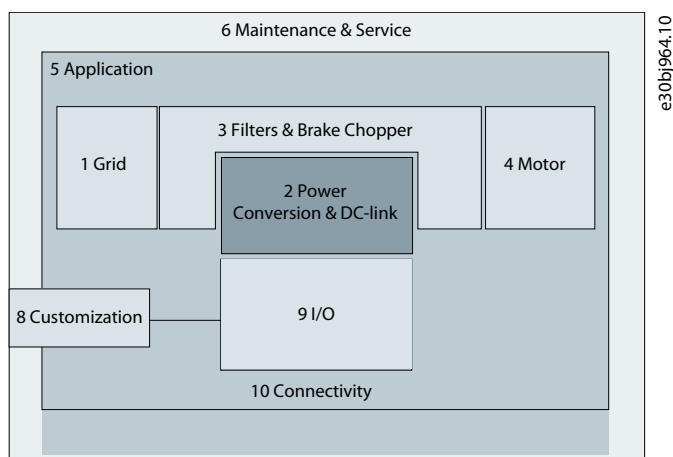 6 Maintenance & Service
5 Application
3 Filters & Brake Chopper
1 Grid
4 Motor
2 Power
Conversion & DC-link
8 Customization
9 I/O
10 Connectivity
e30bj964.10